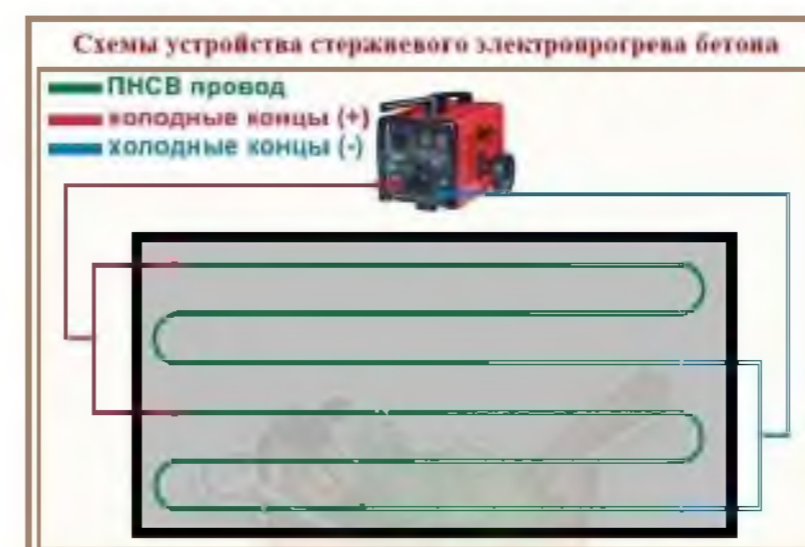 Схемы устройства стержневого электропрогрева бетона
ПНСВ провод
холодные концы (+)
холодные концы (-)